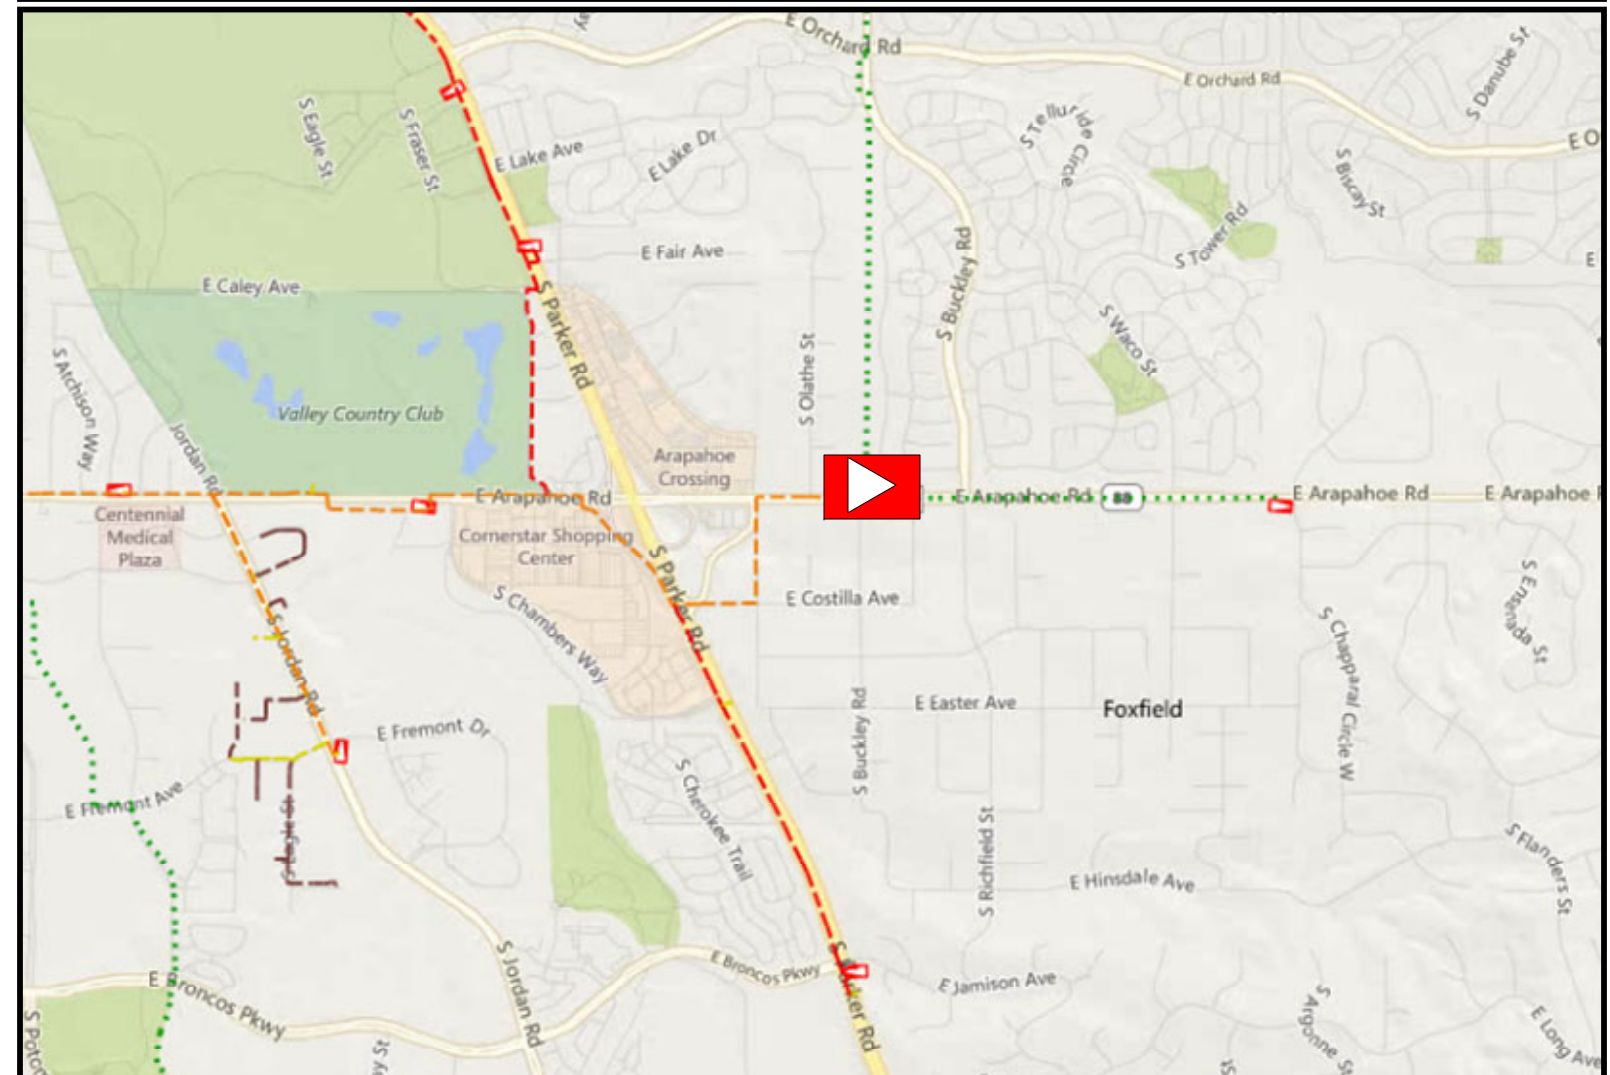 E Orchard Rd
E Orchard Rd
S Danube St
S Eagle St
S Fraser St
E Lake Ave
E Lake Dr
S Telluride Circle
S Biscay St
E O
S Tower Rd
E Fair Ave
E
E Caley Ave
S Parker Rd
S Buckley Rd
S Waco St
S Olathe St
S Atchison Way
Valley Country Club
Jordan Rd
Arapahoe
Crossing
E Arapahoe Rd
E Arapahoe Rd
88
E Arapahoe Rd
E Arapahoe R
Centennial
Medical
Plaza
Cornerstar Shopping
Center
S Parker Rd
S Chambers Way
E Costilla Ave
S Ensenada St
S Jordan Rd
S Chapparal Circle W
E Easter Ave
Foxfield
S Buckley Rd
E Fremont Dr
S Cherokee Trail
E Fremont Ave
S Richfield St
S Flanders St
E Hinsdale Ave
S Jordan Rd
E Broncos Pkwy
E Broncos Pkwy
S Parker Rd
E Jamison Ave
S Argonne St
E Long Ave
S Potom
y St